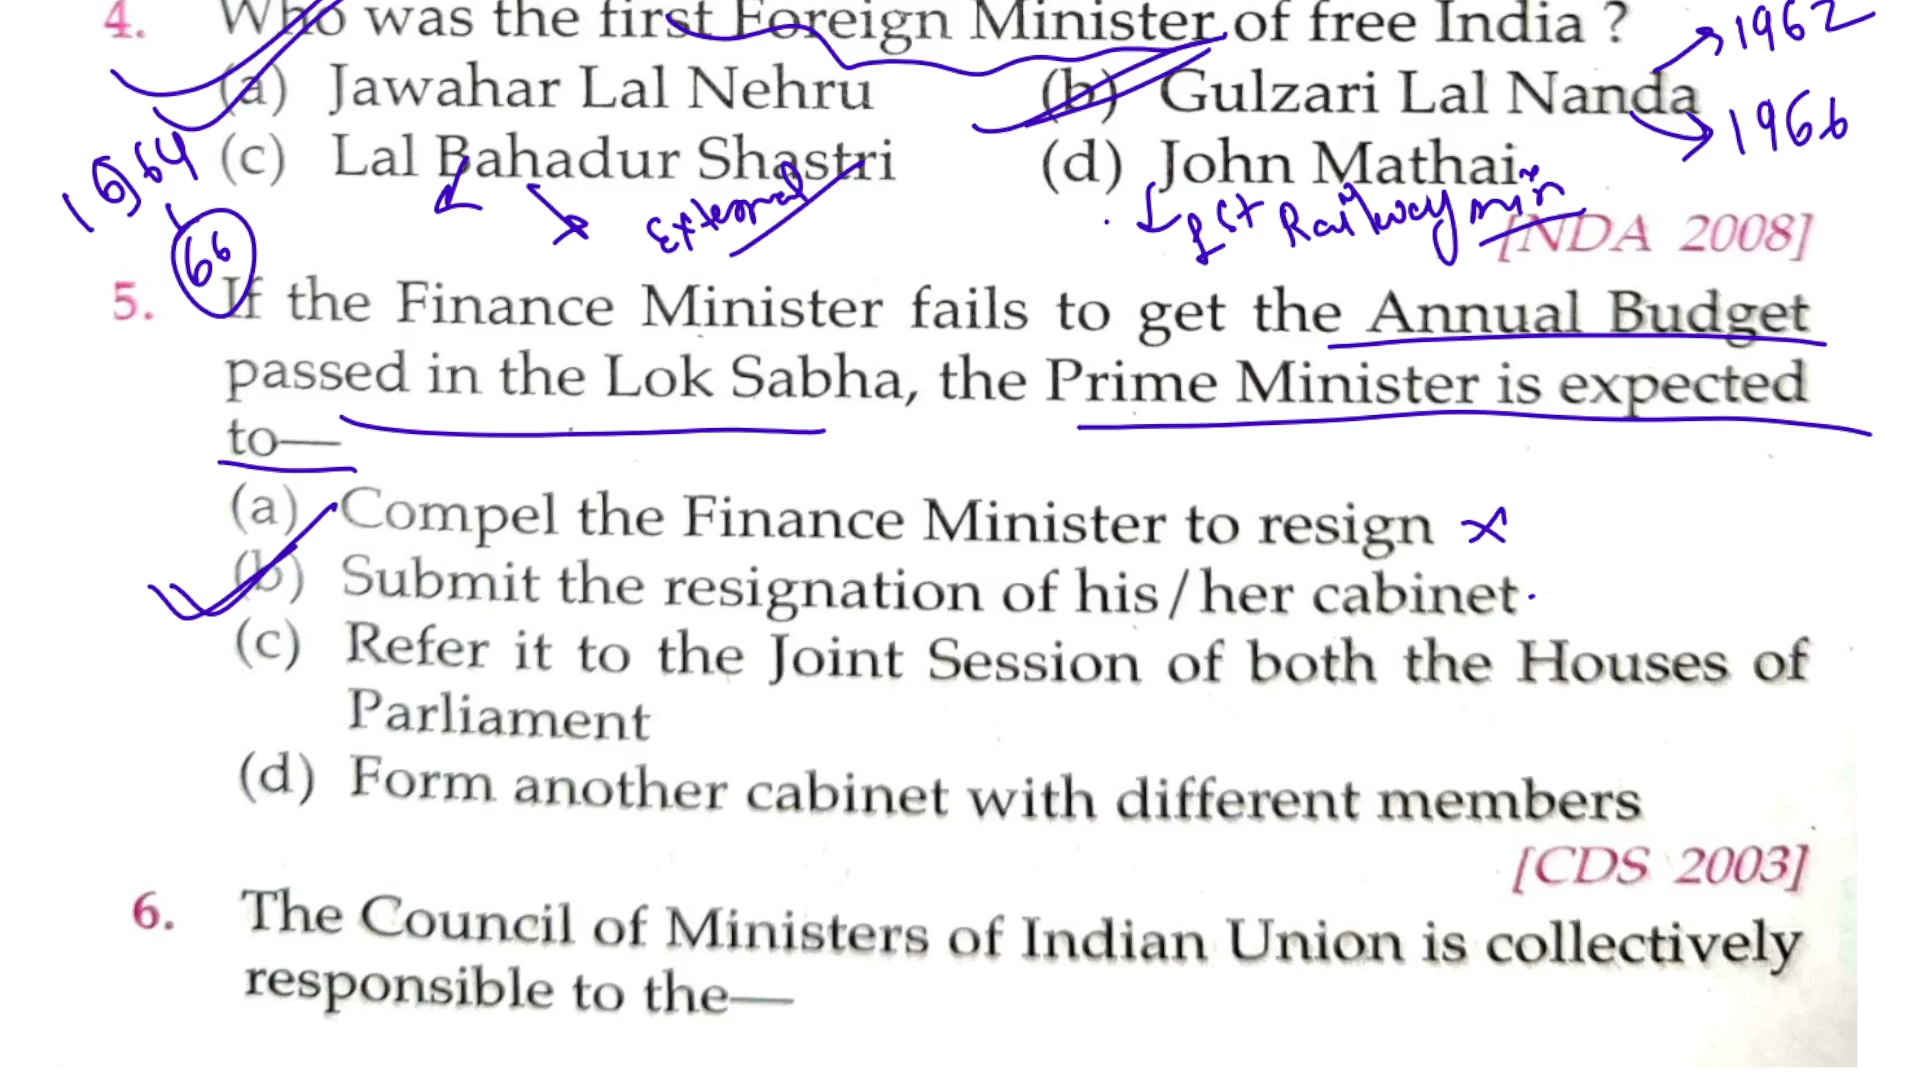 4. Who was the first Foreign Minister of free India ?
1962
(a) Jawahar Lal Nehru (b) Gulzari Lal Nanda
1966
(c) Lal Bahadur Shastri (d) John Mathai
1964
66
External
1st Railway min
[NDA 2008]
5. If the Finance Minister fails to get the Annual Budget
passed in the Lok Sabha, the Prime Minister is expected
to—
(a) Compel the Finance Minister to resign
(b) Submit the resignation of his/her cabinet
(c) Refer it to the Joint Session of both the Houses of
Parliament
(d) Form another cabinet with different members
[CDS 2003]
6. The Council of Ministers of Indian Union is collectively
responsible to the—